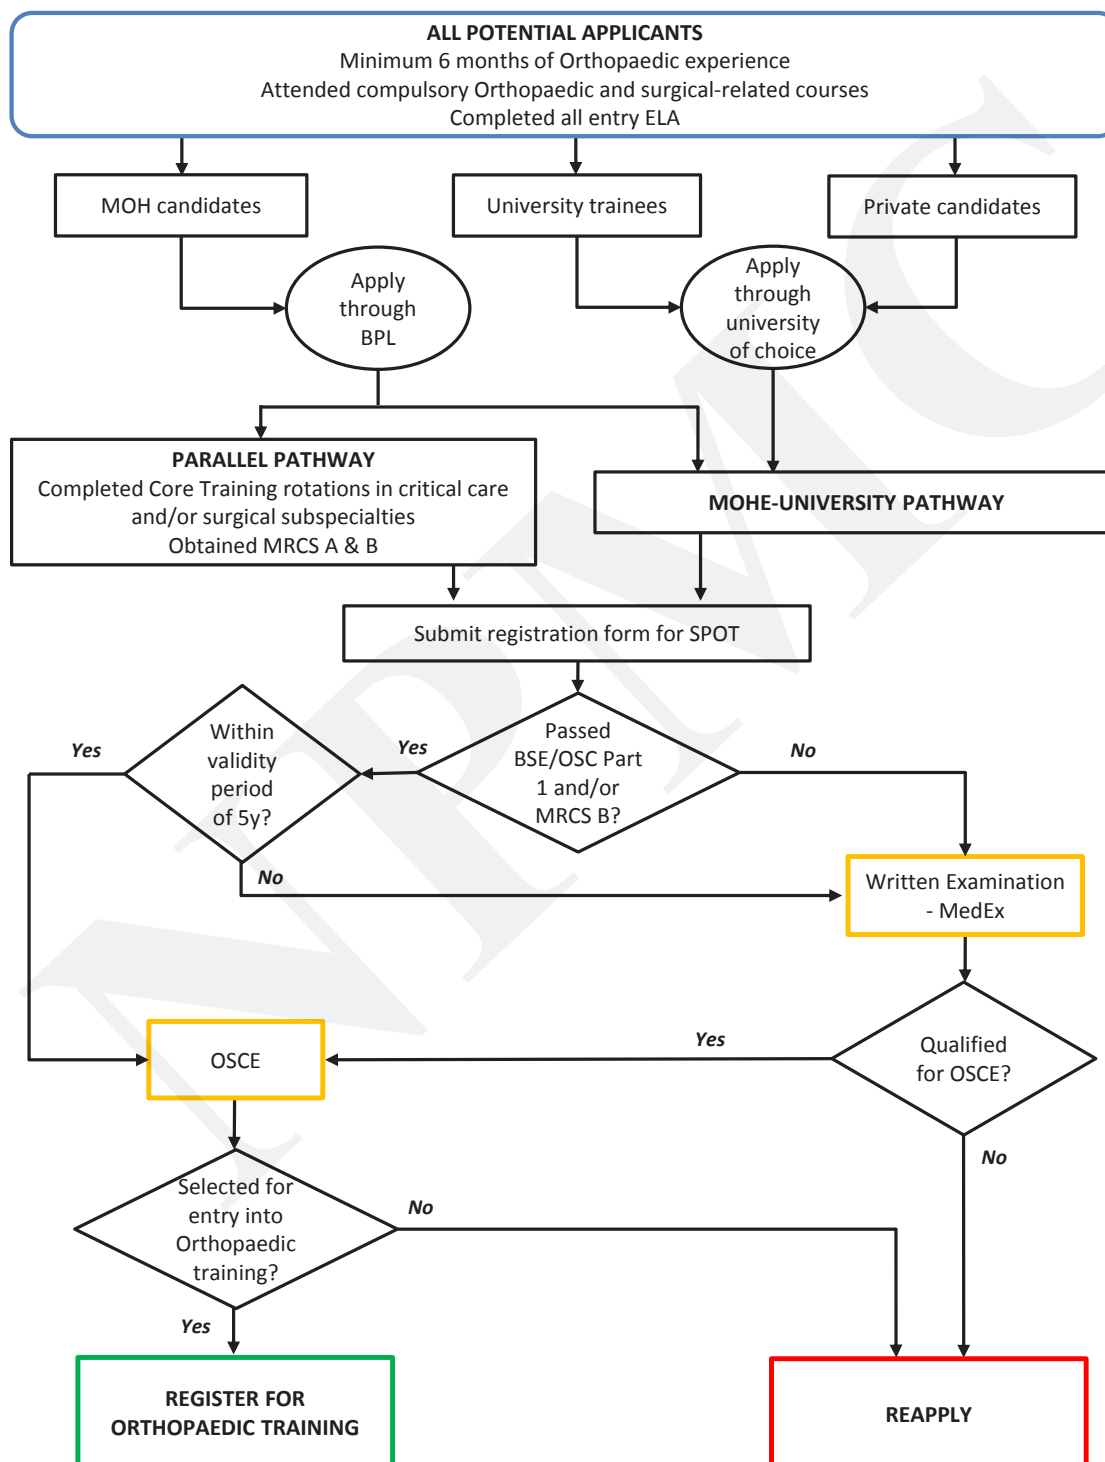 ALL POTENTIAL APPLICANTS
Minimum 6 months of Orthopaedic experience
Attended compulsory Orthopaedic and surgical-related courses
Completed all entry ELA
MOH candidates
University trainees
Private candidates
Apply
through
BPL
Apply
through
university
of choice
PARALLEL PATHWAY
Completed Core Training rotations in critical care
and/or surgical subspecialties
Obtained MRCS A & B
MOHE-UNIVERSITY PATHWAY
Submit registration form for SPOT
Passed
BSE/OSC Part
1 and/or
MRCS B?
Yes
No
Within
validity
period
of 5y?
Yes
No
Written Examination
- MedEx
Qualified
for OSCE?
Yes
No
OSCE
Selected for
entry into
Orthopaedic
training?
No
Yes
REGISTER FOR
ORTHOPAEDIC TRAINING
REAPPLY
NPMC